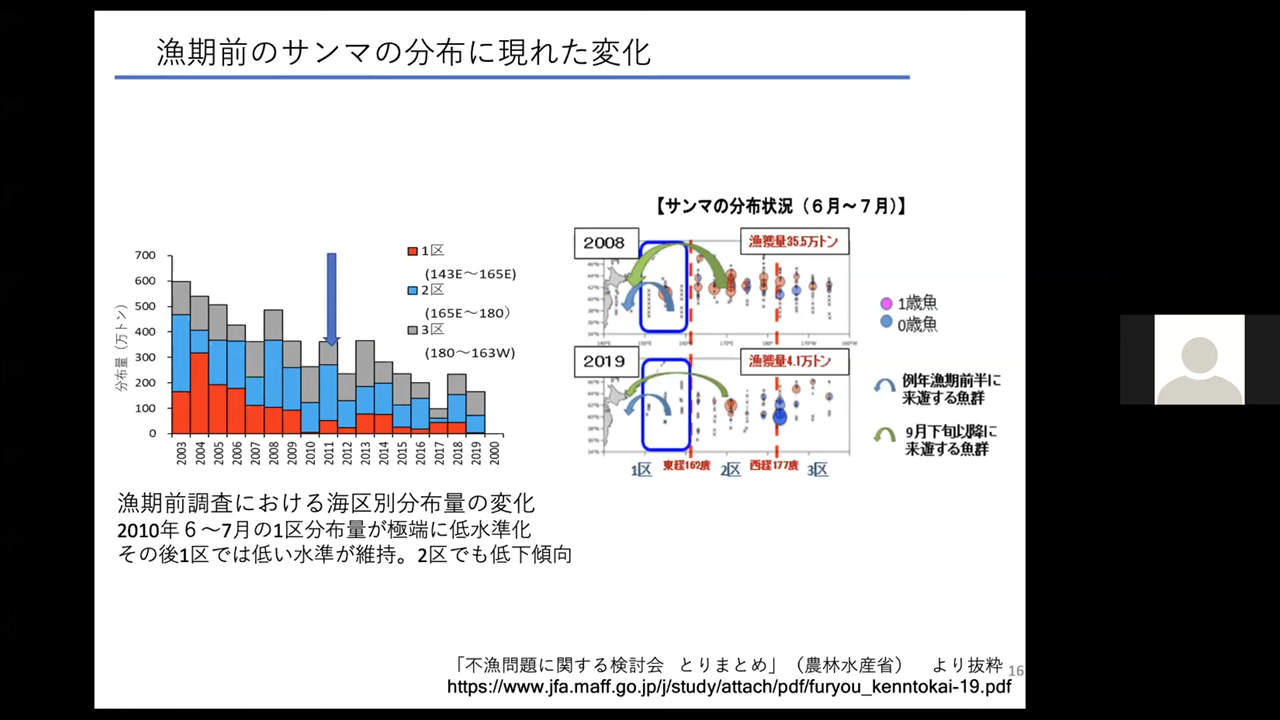 漁期前のサンマの分布に現れた変化
【サンマの分布状況（６月～７月）】
分布量（万トン）
700
600
500
400
300
200
100
0
2003
2004
2005
2006
2007
2008
2009
2010
2011
2012
2013
2014
2015
2016
2017
2018
2019
2000
1区
(143E～165E)
2区
(165E～180）
3区
(180～163W)
2008
漁獲量35.5万トン
2019
漁獲量4.1万トン
1区
東経162度
2区
西経177度
3区
1歳魚
0歳魚
例年漁期前半に
来遊する魚群
9月下旬以降に
来遊する魚群
漁期前調査における海区別分布量の変化
2010年６～7月の1区分布量が極端に低水準化
その後1区では低い水準が維持。2区でも低下傾向
「不漁問題に関する検討会　とりまとめ」（農林水産省）　より抜粋
16
https://www.jfa.maff.go.jp/j/study/attach/pdf/furyou_kenntokai-19.pdf